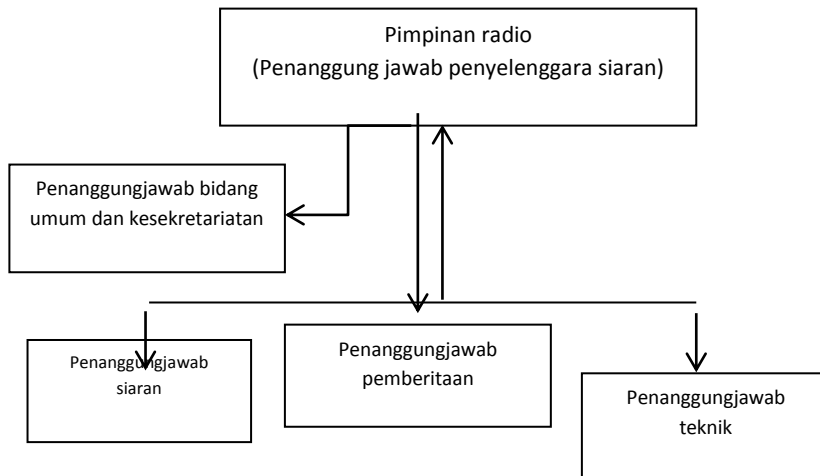 Pimpinan radio
(Penanggung jawab penyelenggara siaran)
Penanggungjawab bidang
umum dan kesekretariatan
Penanggungjawab
siaran
Penanggungjawab
pemberitaan
Penanggungjawab
teknik